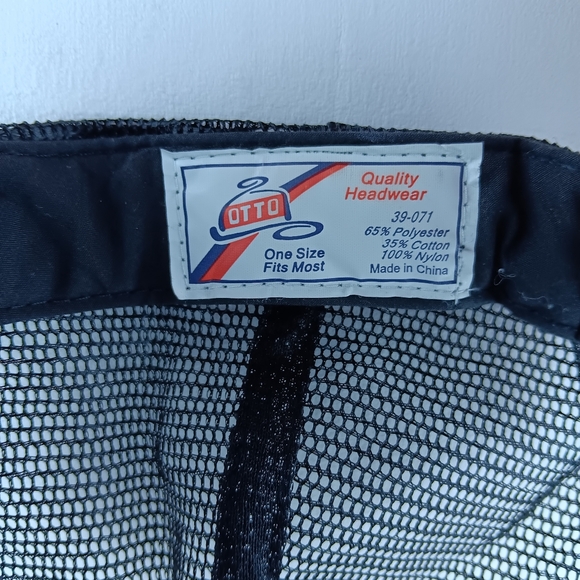 OTTO
One Size
Fits Most
Quality
Headwear
39-071
65% Polyester
35% Cotton
100% Nylon
Made in China